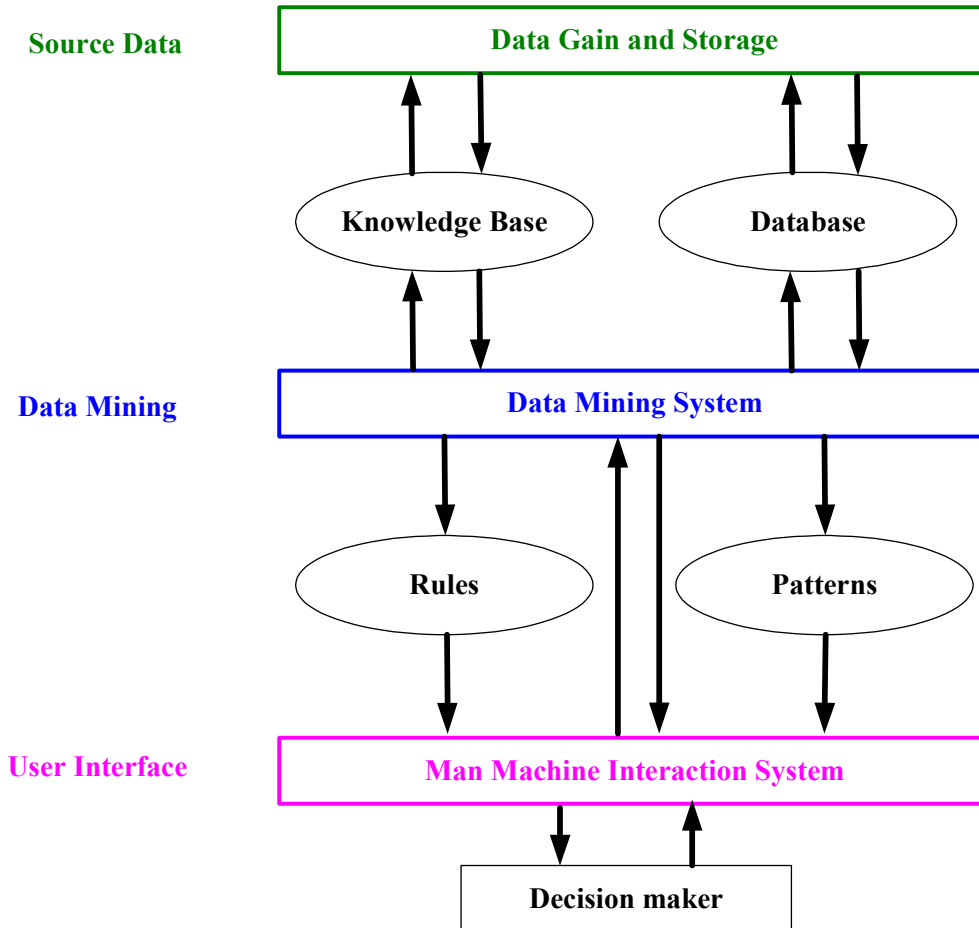 Source Data
Data Gain and Storage
Knowledge Base
Database
Data Mining
Data Mining System
Rules
Patterns
User Interface
Man Machine Interaction System
Decision maker